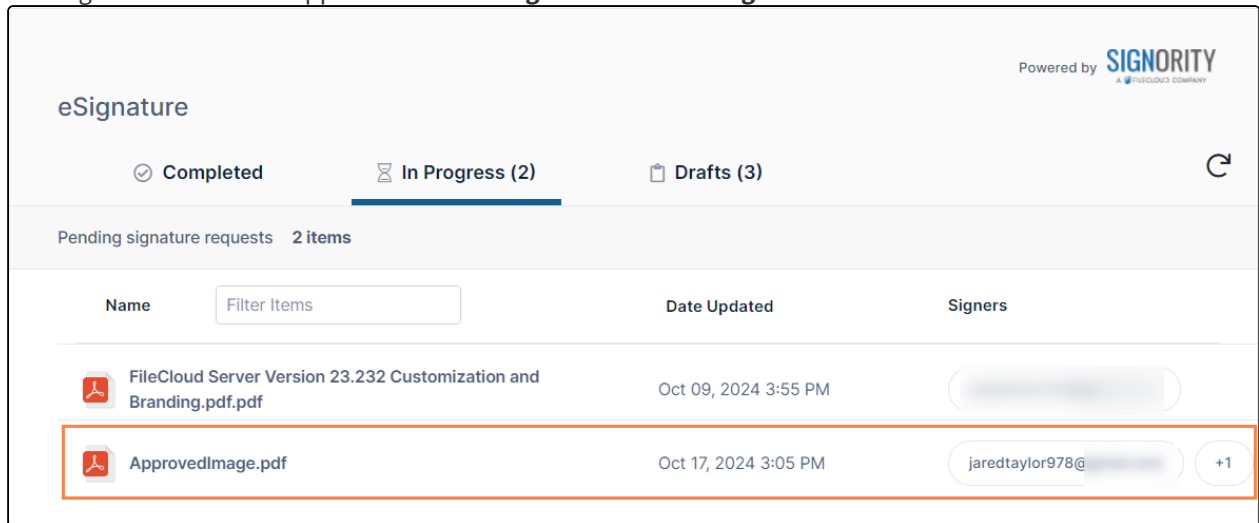 Powered by SIGNORITY
A FILECLOUD COMPANY
eSignature
Completed In Progress (2) Drafts (3)
Pending signature requests 2 items
Name Filter Items Date Updated Signers
FileCloud Server Version 23.232 Customization and
Branding.pdf.pdf Oct 09, 2024 3:55 PM
ApprovedImage.pdf Oct 17, 2024 3:05 PM jaredtaylor978@ +1